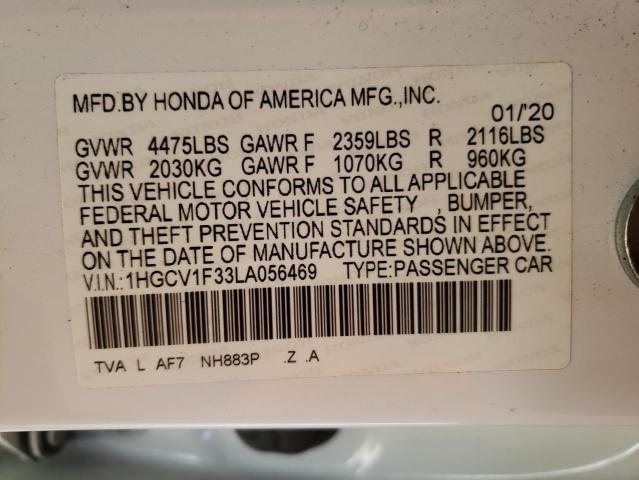 MFD.BY HONDA OF AMERICA MFG.,INC.
01/'20
GVWR 4475LBS GAWR F 2359LBS R 2116LBS
GVWR 2030KG GAWR F 1070KG R 960KG
THIS VEHICLE CONFORMS TO ALL APPLICABLE
FEDERAL MOTOR VEHICLE SAFETY , BUMPER,
AND THEFT PREVENTION STANDARDS IN EFFECT
ON THE DATE OF MANUFACTURE SHOWN ABOVE.
V.I.N.:1HGCV1F33LA056469 TYPE:PASSENGER CAR
TVA L AF7 NH883P .Z .A